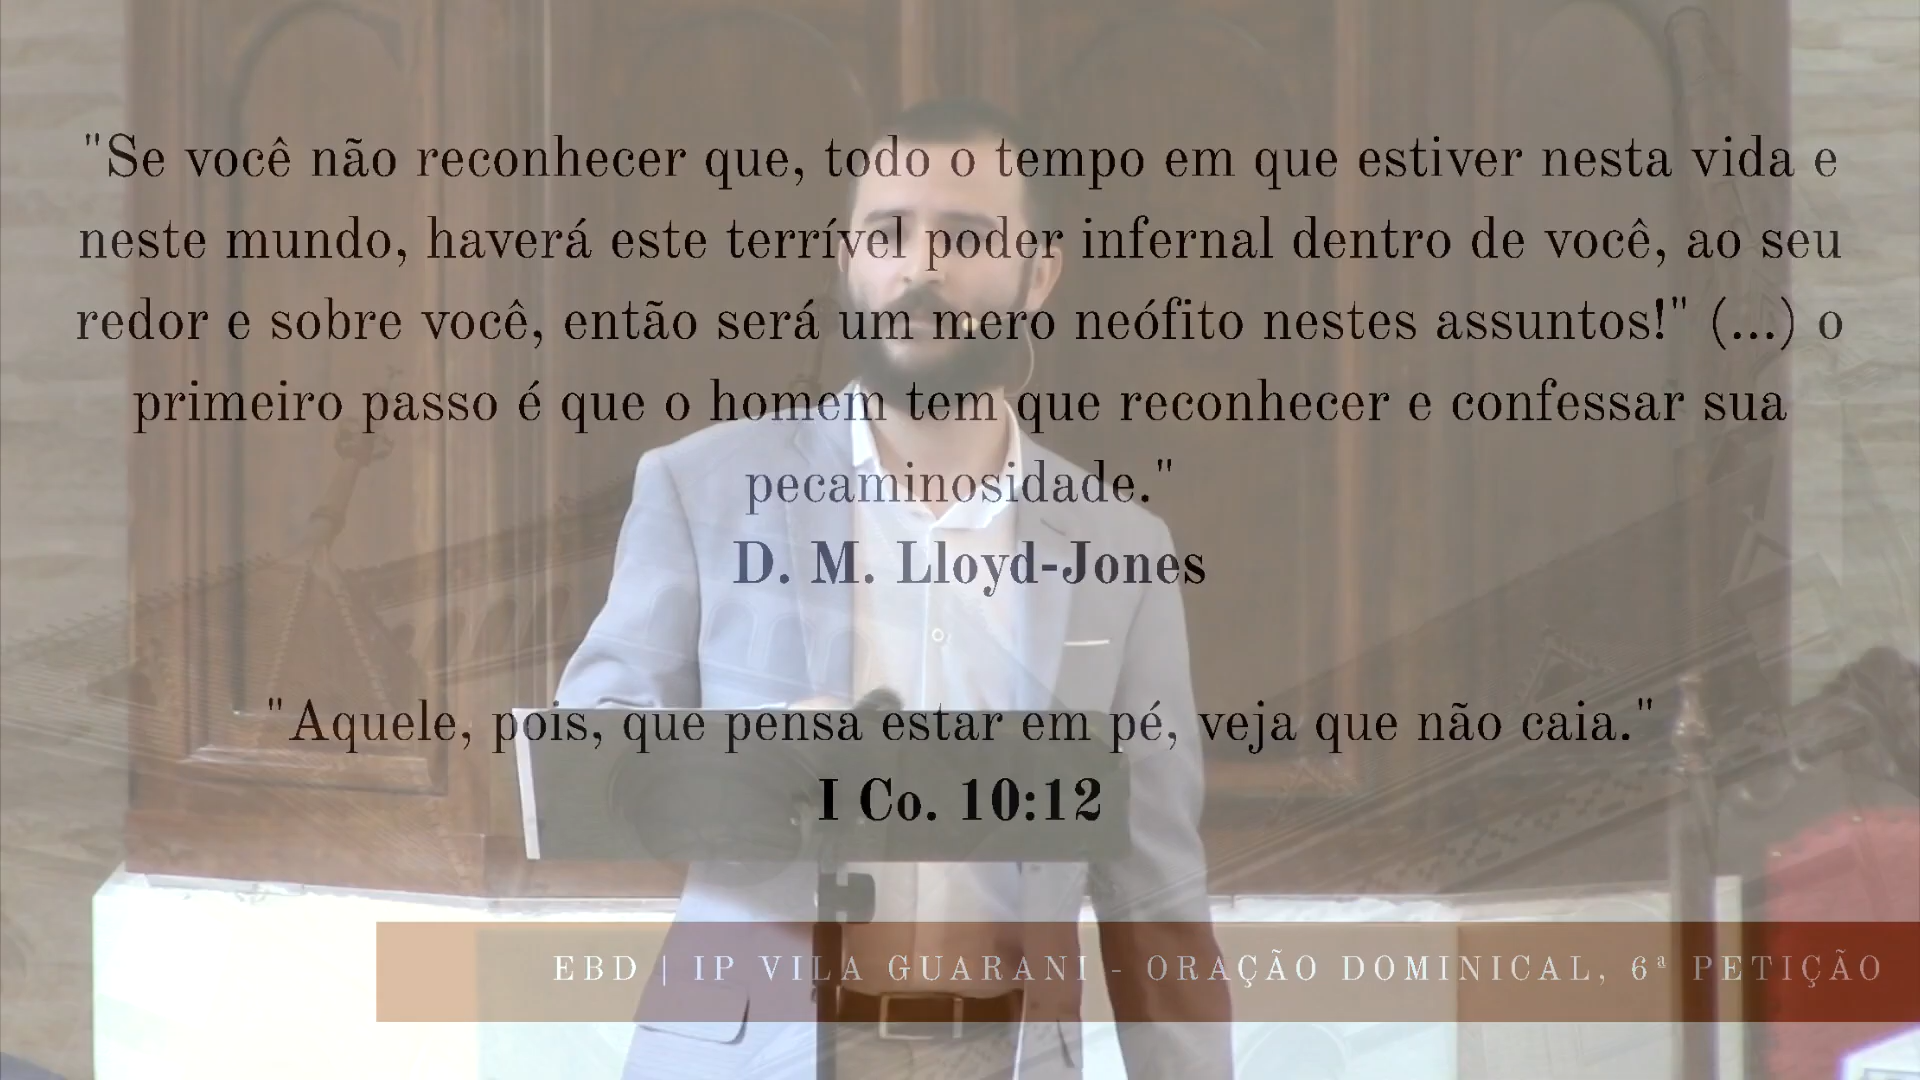 "Se você não reconhecer que, todo o tempo em que estiver nesta vida e
neste mundo, haverá este terrível poder infernal dentro de você, ao seu
redor e sobre você, então será um mero neófito nestes assuntos!" (...) o
primeiro passo é que o homem tem que reconhecer e confessar sua
pecaminosidade."
D. M. Lloyd-Jones
"Aquele, pois, que pensa estar em pé, veja que não caia."
I Co. 10:12
EBD | IP VILA GUARANI - ORAÇÃO DOMINICAL, 6ª PETIÇÃO